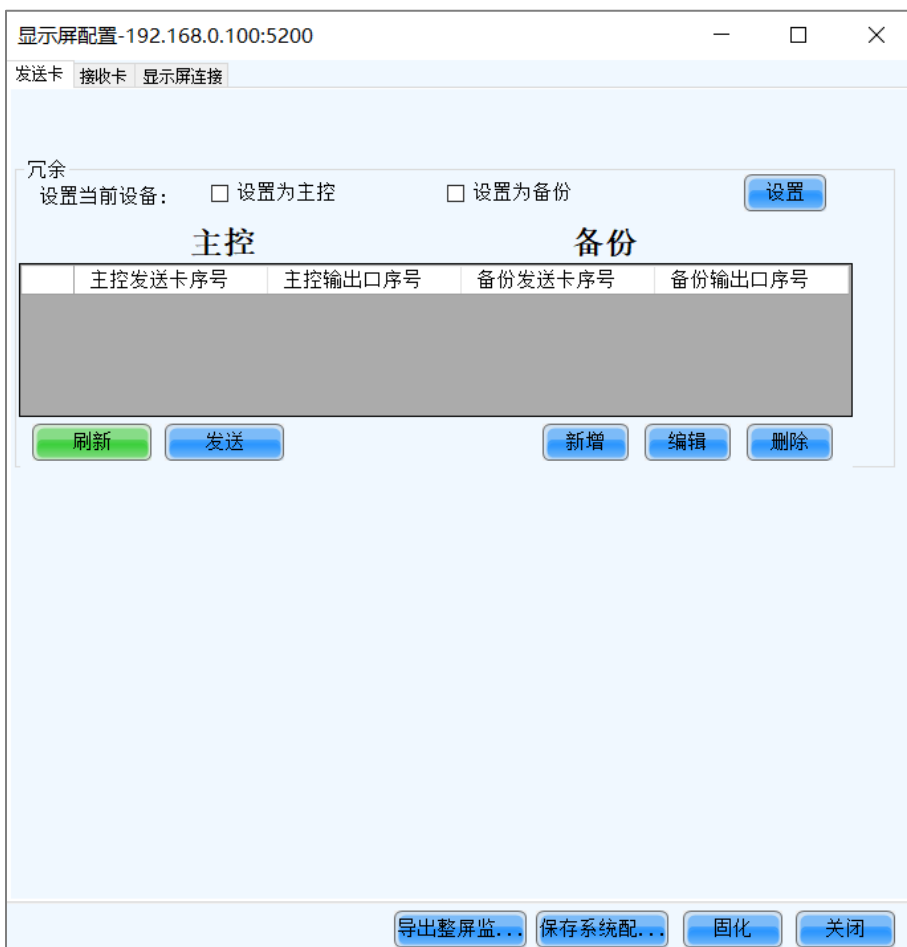 显示屏配置-192.168.0.100:5200
发送卡 接收卡 显示屏连接
冗余
设置当前设备: 设置为主控 设置为备份 设置
主控 备份
主控发送卡序号 主控输出口序号 备份发送卡序号 备份输出口序号
刷新 发送 新增 编辑 删除
导出整屏监... 保存系统配... 固化 关闭